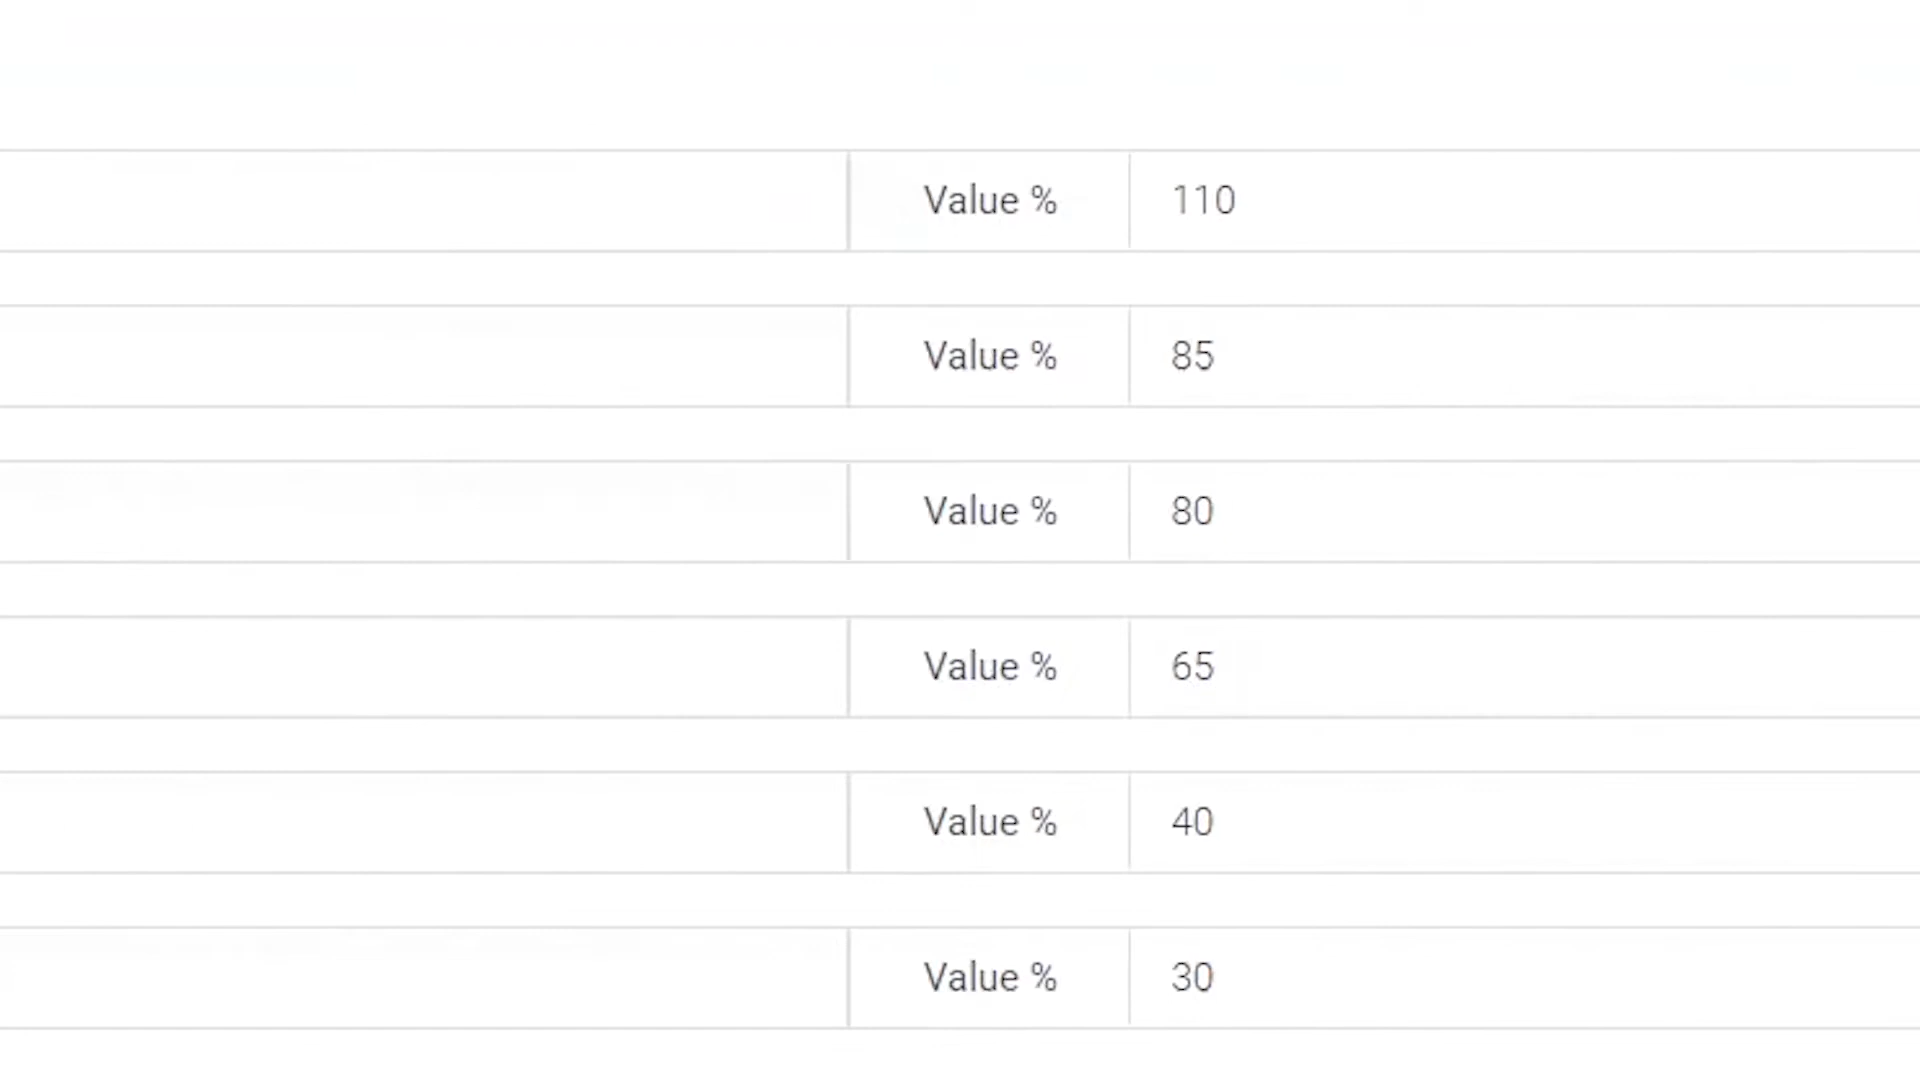 Value % 110
Value % 85
Value % 80
Value % 65
Value % 40
Value % 30